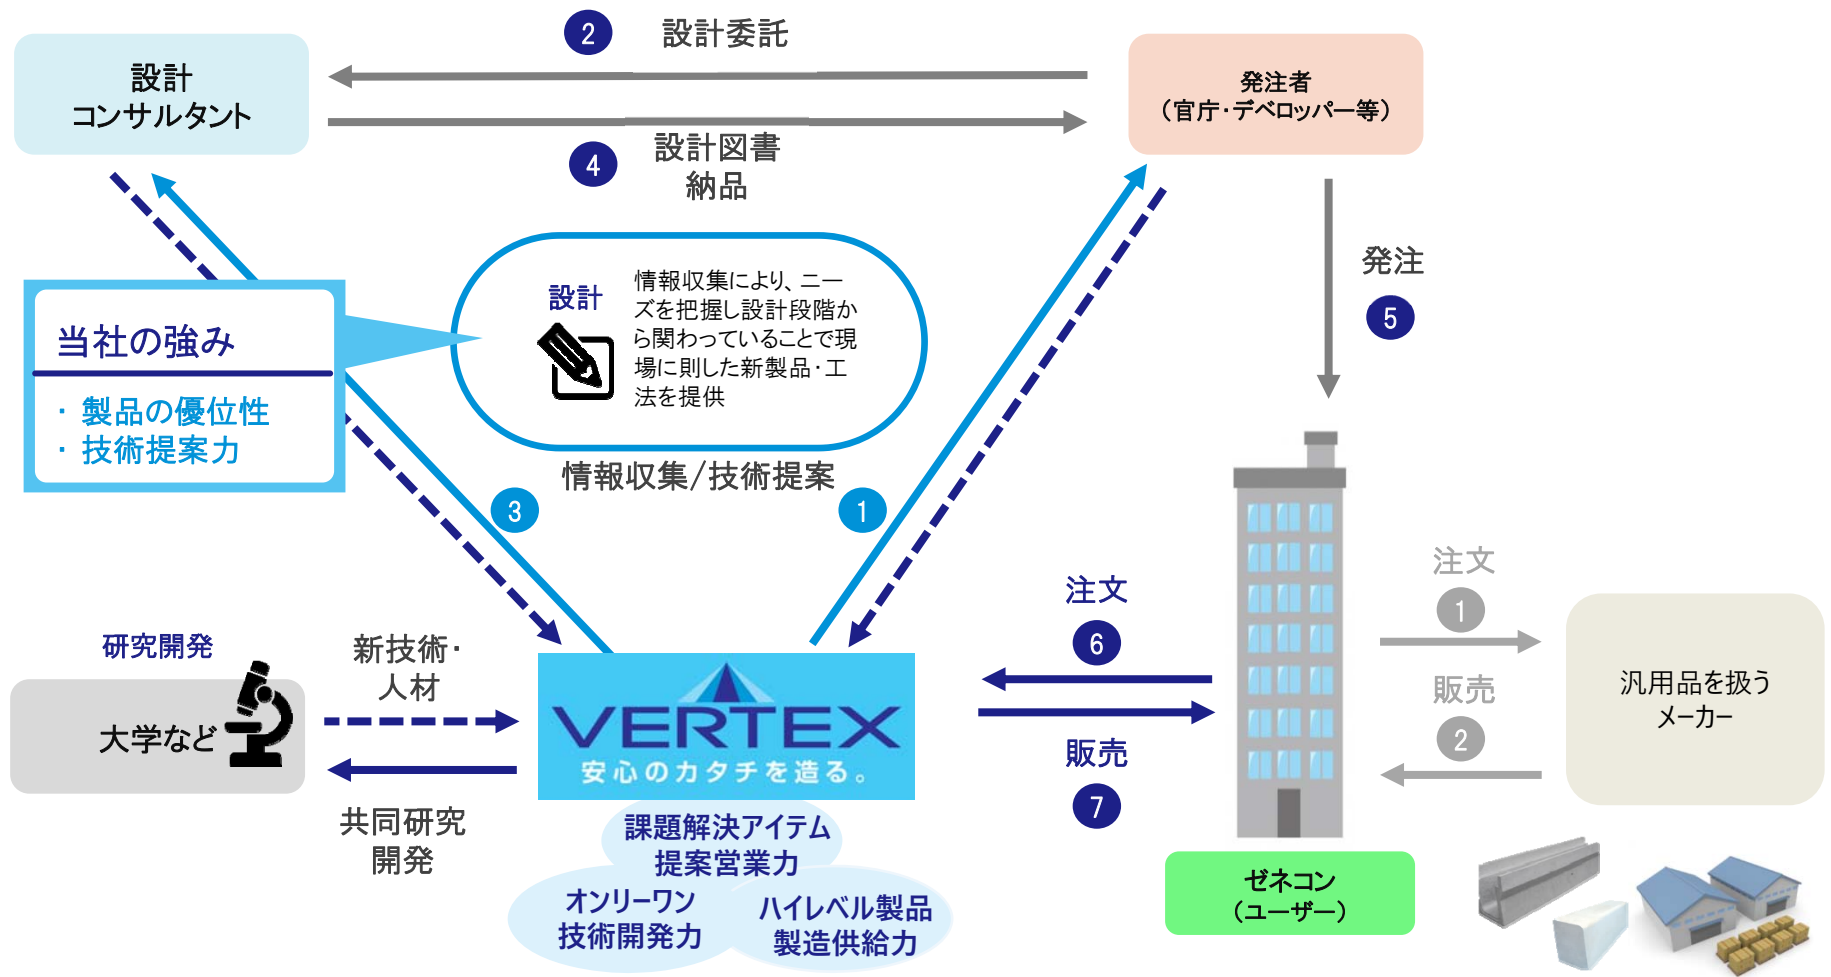 2
設計委託
設計
コンサルタント
発注者
（官庁・デベロッパー等）
4
設計図書
納品
発注
5
当社の強み
・ 製品の優位性
・ 技術提案力
設計
情報収集により、ニー
ズを把握し設計段階か
ら関わっていることで現
場に則した新製品・工
法を提供
情報収集/技術提案
3
1
注文
6
販売
7
注文
1
販売
2
汎用品を扱う
メーカー
研究開発
大学など
新技術・
人材
共同研究
開発
VERTEX
安心のカタチを造る。
課題解決アイテム
提案営業力
オンリーワン
技術開発力
ハイレベル製品
製造供給力
ゼネコン
（ユーザー）